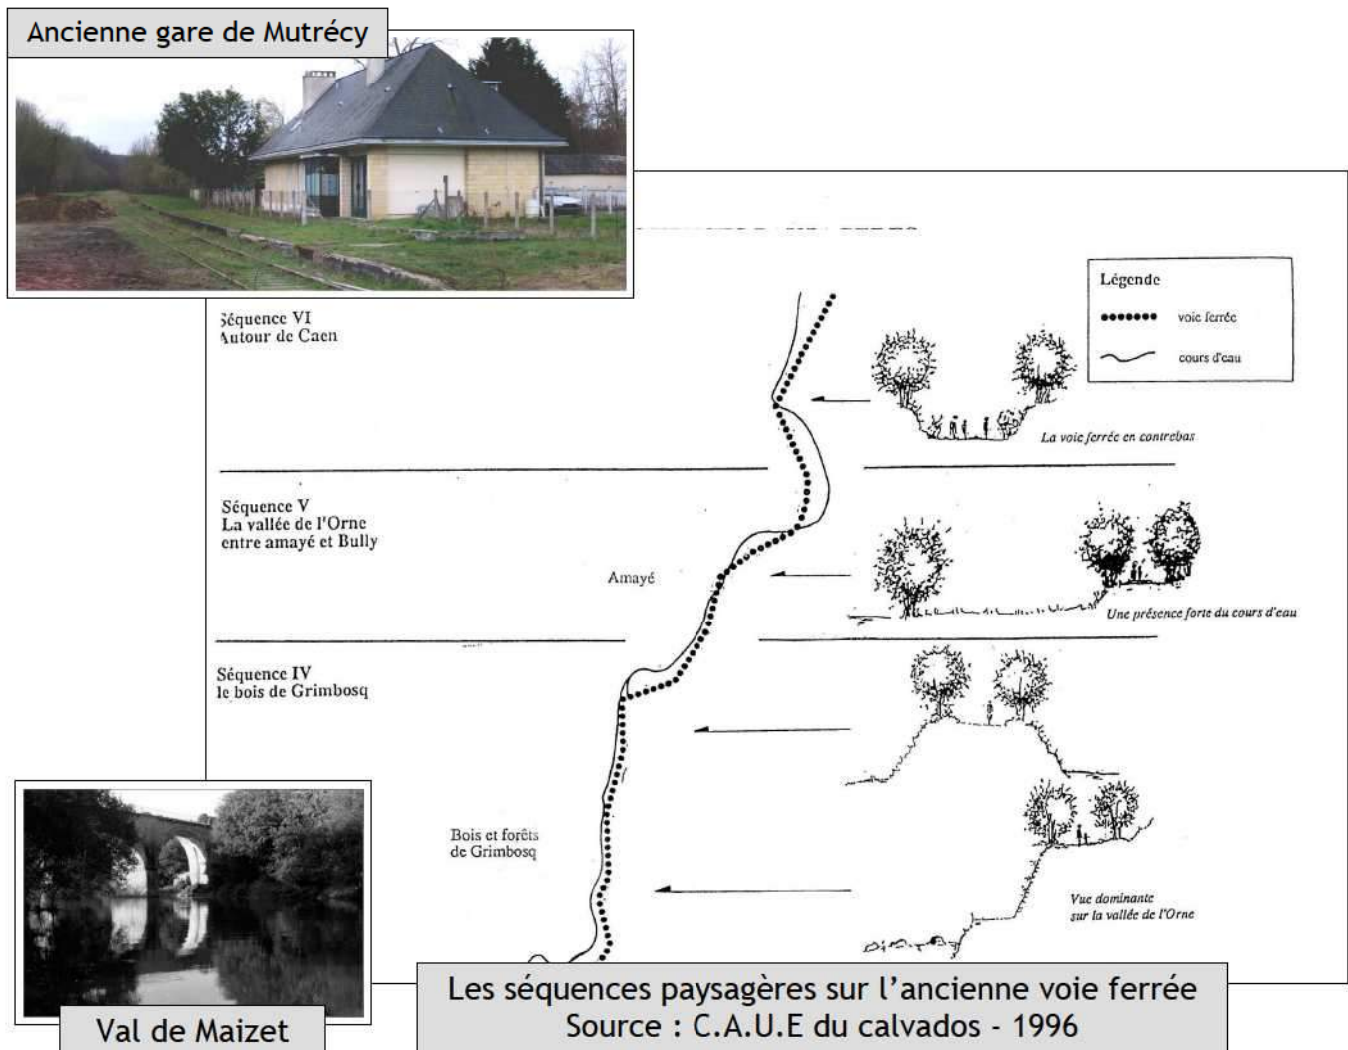 Ancienne gare de Mutrécy
Légende
voie ferrée
cours d'eau
Séquence VI
Autour de Caen
La voie ferrée en contrebas
Séquence V
La vallée de l'Orne
entre amayé et Bully
Amayé
Une présence forte du cours d'eau
Séquence IV
le bois de Grimbosq
Bois et forêts
de Grimbosq
Vue dominante
sur la vallée de l'Orne
Val de Maizet
Les séquences paysagères sur l'ancienne voie ferrée
Source : C.A.U.E du calvados - 1996